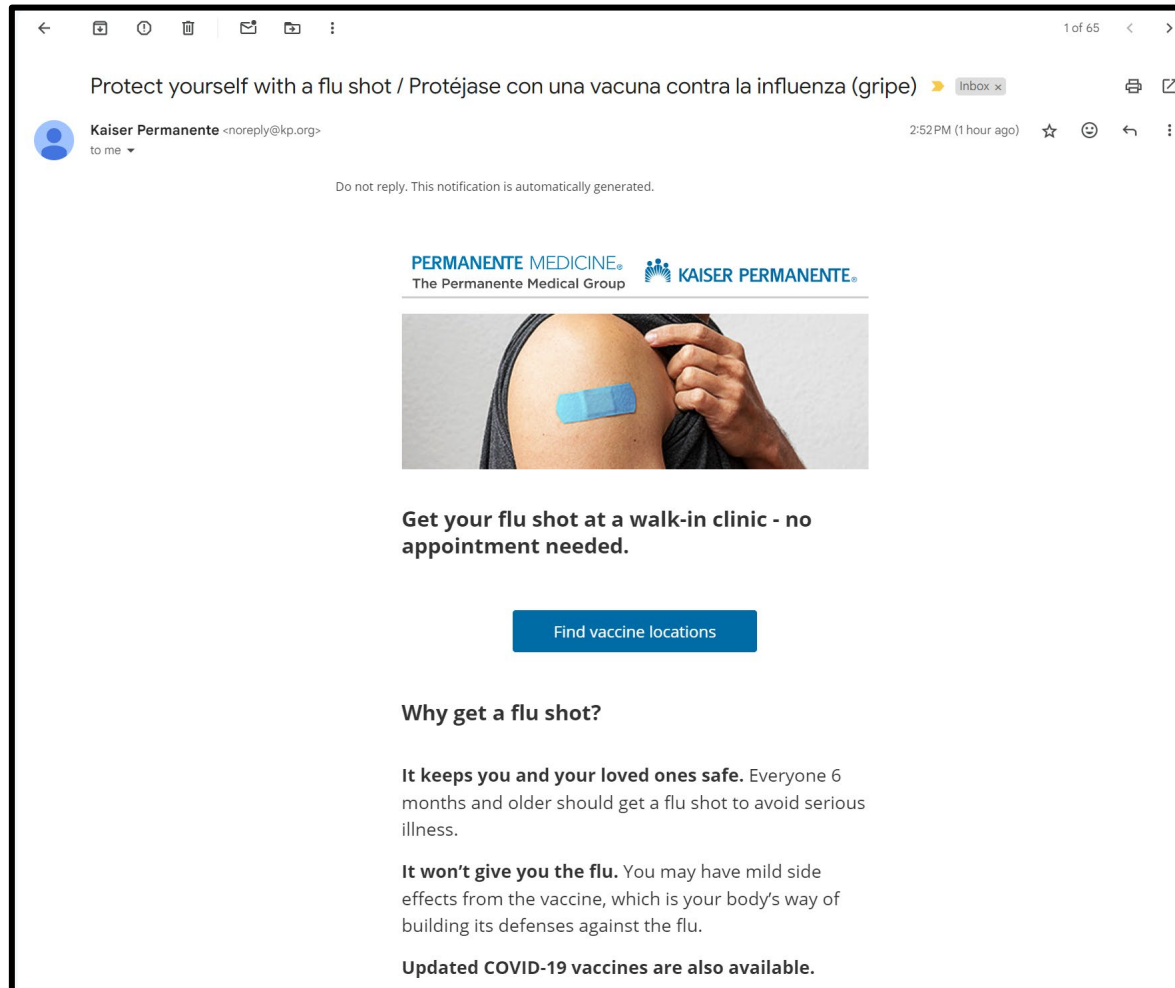 1 of 65
Protect yourself with a flu shot / Protéjase con una vacuna contra la influenza (gripe) Inbox ×
Kaiser Permanente <noreply@kp.org>
2:52 PM (1 hour ago)
to me
Do not reply. This notification is automatically generated.
PERMANENTE MEDICINE®
The Permanente Medical Group
KAISER PERMANENTE®
Get your flu shot at a walk-in clinic - no
appointment needed.
Find vaccine locations
Why get a flu shot?
It keeps you and your loved ones safe. Everyone 6
months and older should get a flu shot to avoid serious
illness.
It won't give you the flu. You may have mild side
effects from the vaccine, which is your body's way of
building its defenses against the flu.
Updated COVID-19 vaccines are also available.